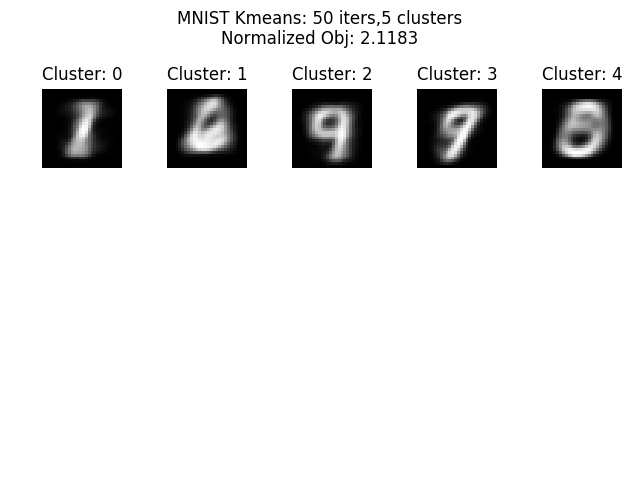 MNIST Kmeans: 50 iters,5 clusters
Normalized Obj: 2.1183
Cluster: 0 Cluster: 1 Cluster: 2 Cluster: 3 Cluster: 4